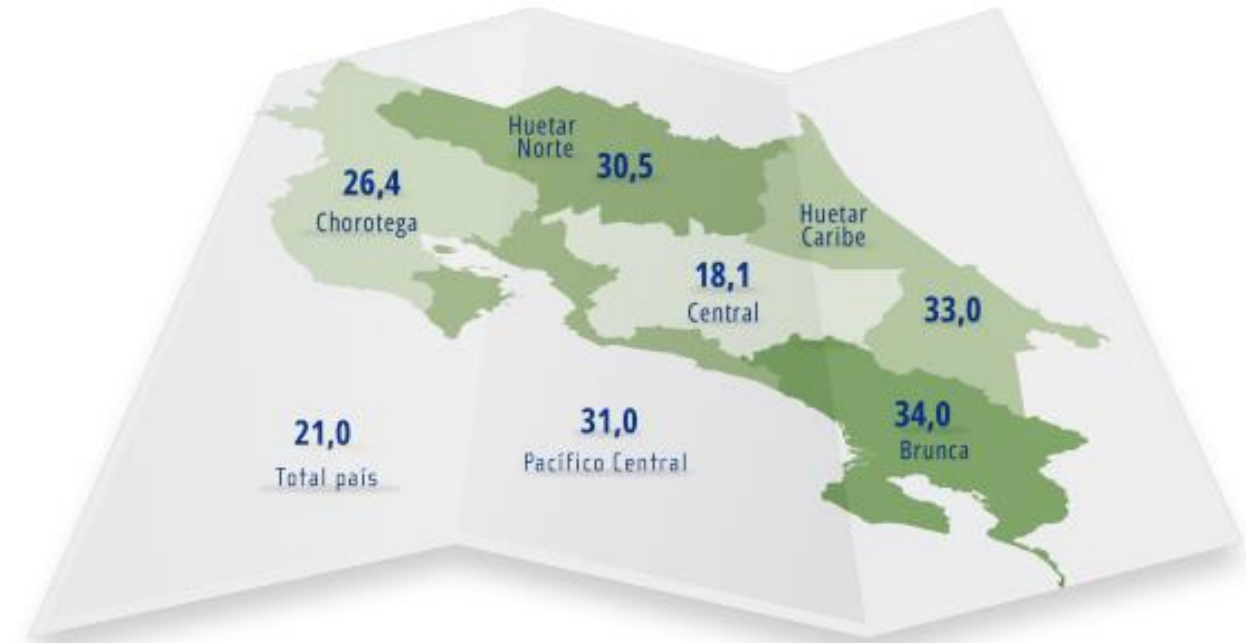 Huetar
Norte
30,5
26,4
Chorotega
Huetar
Caribe
33,0
18,1
Central
34,0
Brunca
31,0
Pacífico Central
21,0
Total país